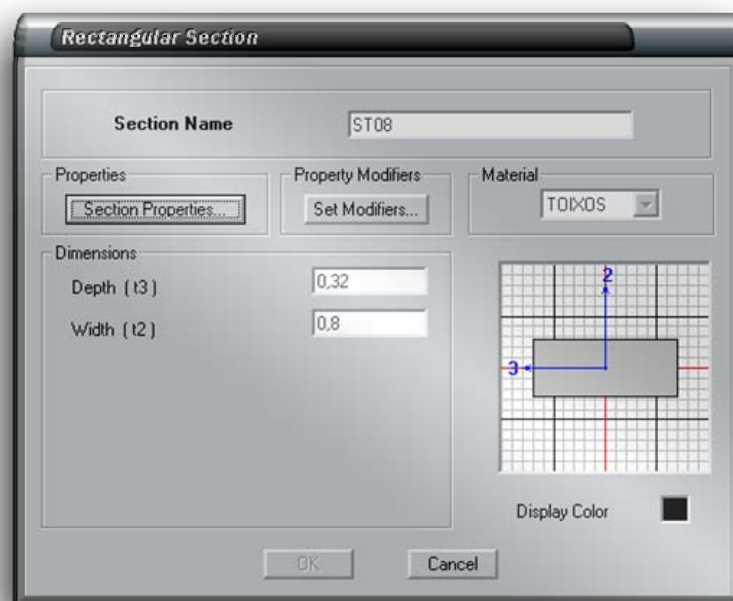 Rectangular Section
Section Name
ST08
Properties
Section Properties...
Property Modifiers
Set Modifiers...
Material
TOIXOS
Dimensions
Depth ( t3 )
0,32
Width ( t2 )
0,8
2
3
Display Color
OK
Cancel